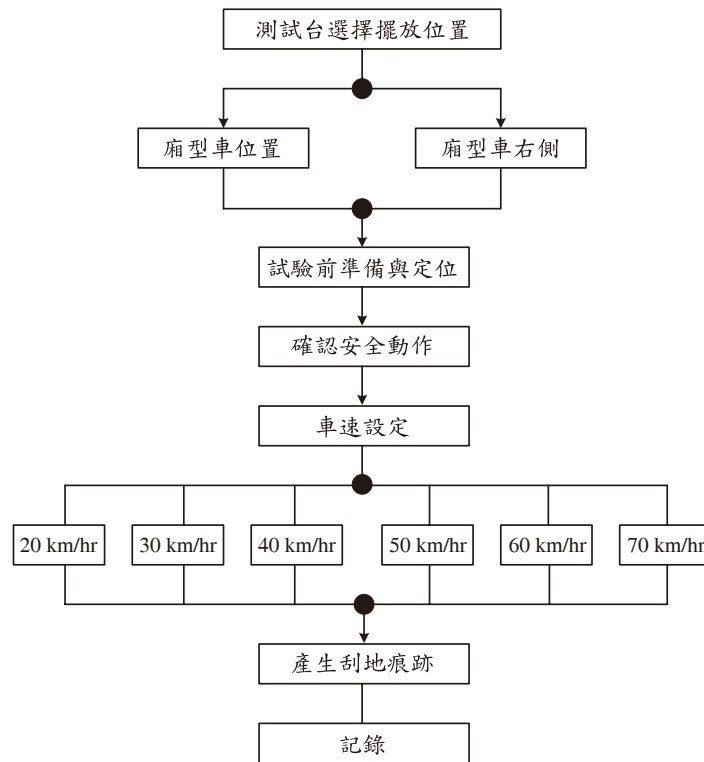 測試台選擇擺放位置
廂型車位置
廂型車右側
試驗前準備與定位
確認安全動作
車速設定
20 km/hr
30 km/hr
40 km/hr
50 km/hr
60 km/hr
70 km/hr
產生刮地痕跡
記錄